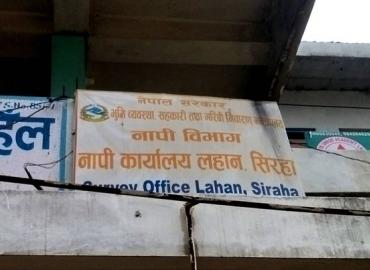 नेपाल सरकार
भूमि व्यवस्था, सहकारी तथा गरिबी निवारण मन्त्रालय
नापी विभाग
नापी कार्यालय लहान, सिरहा
Survey Office Lahan, Siraha